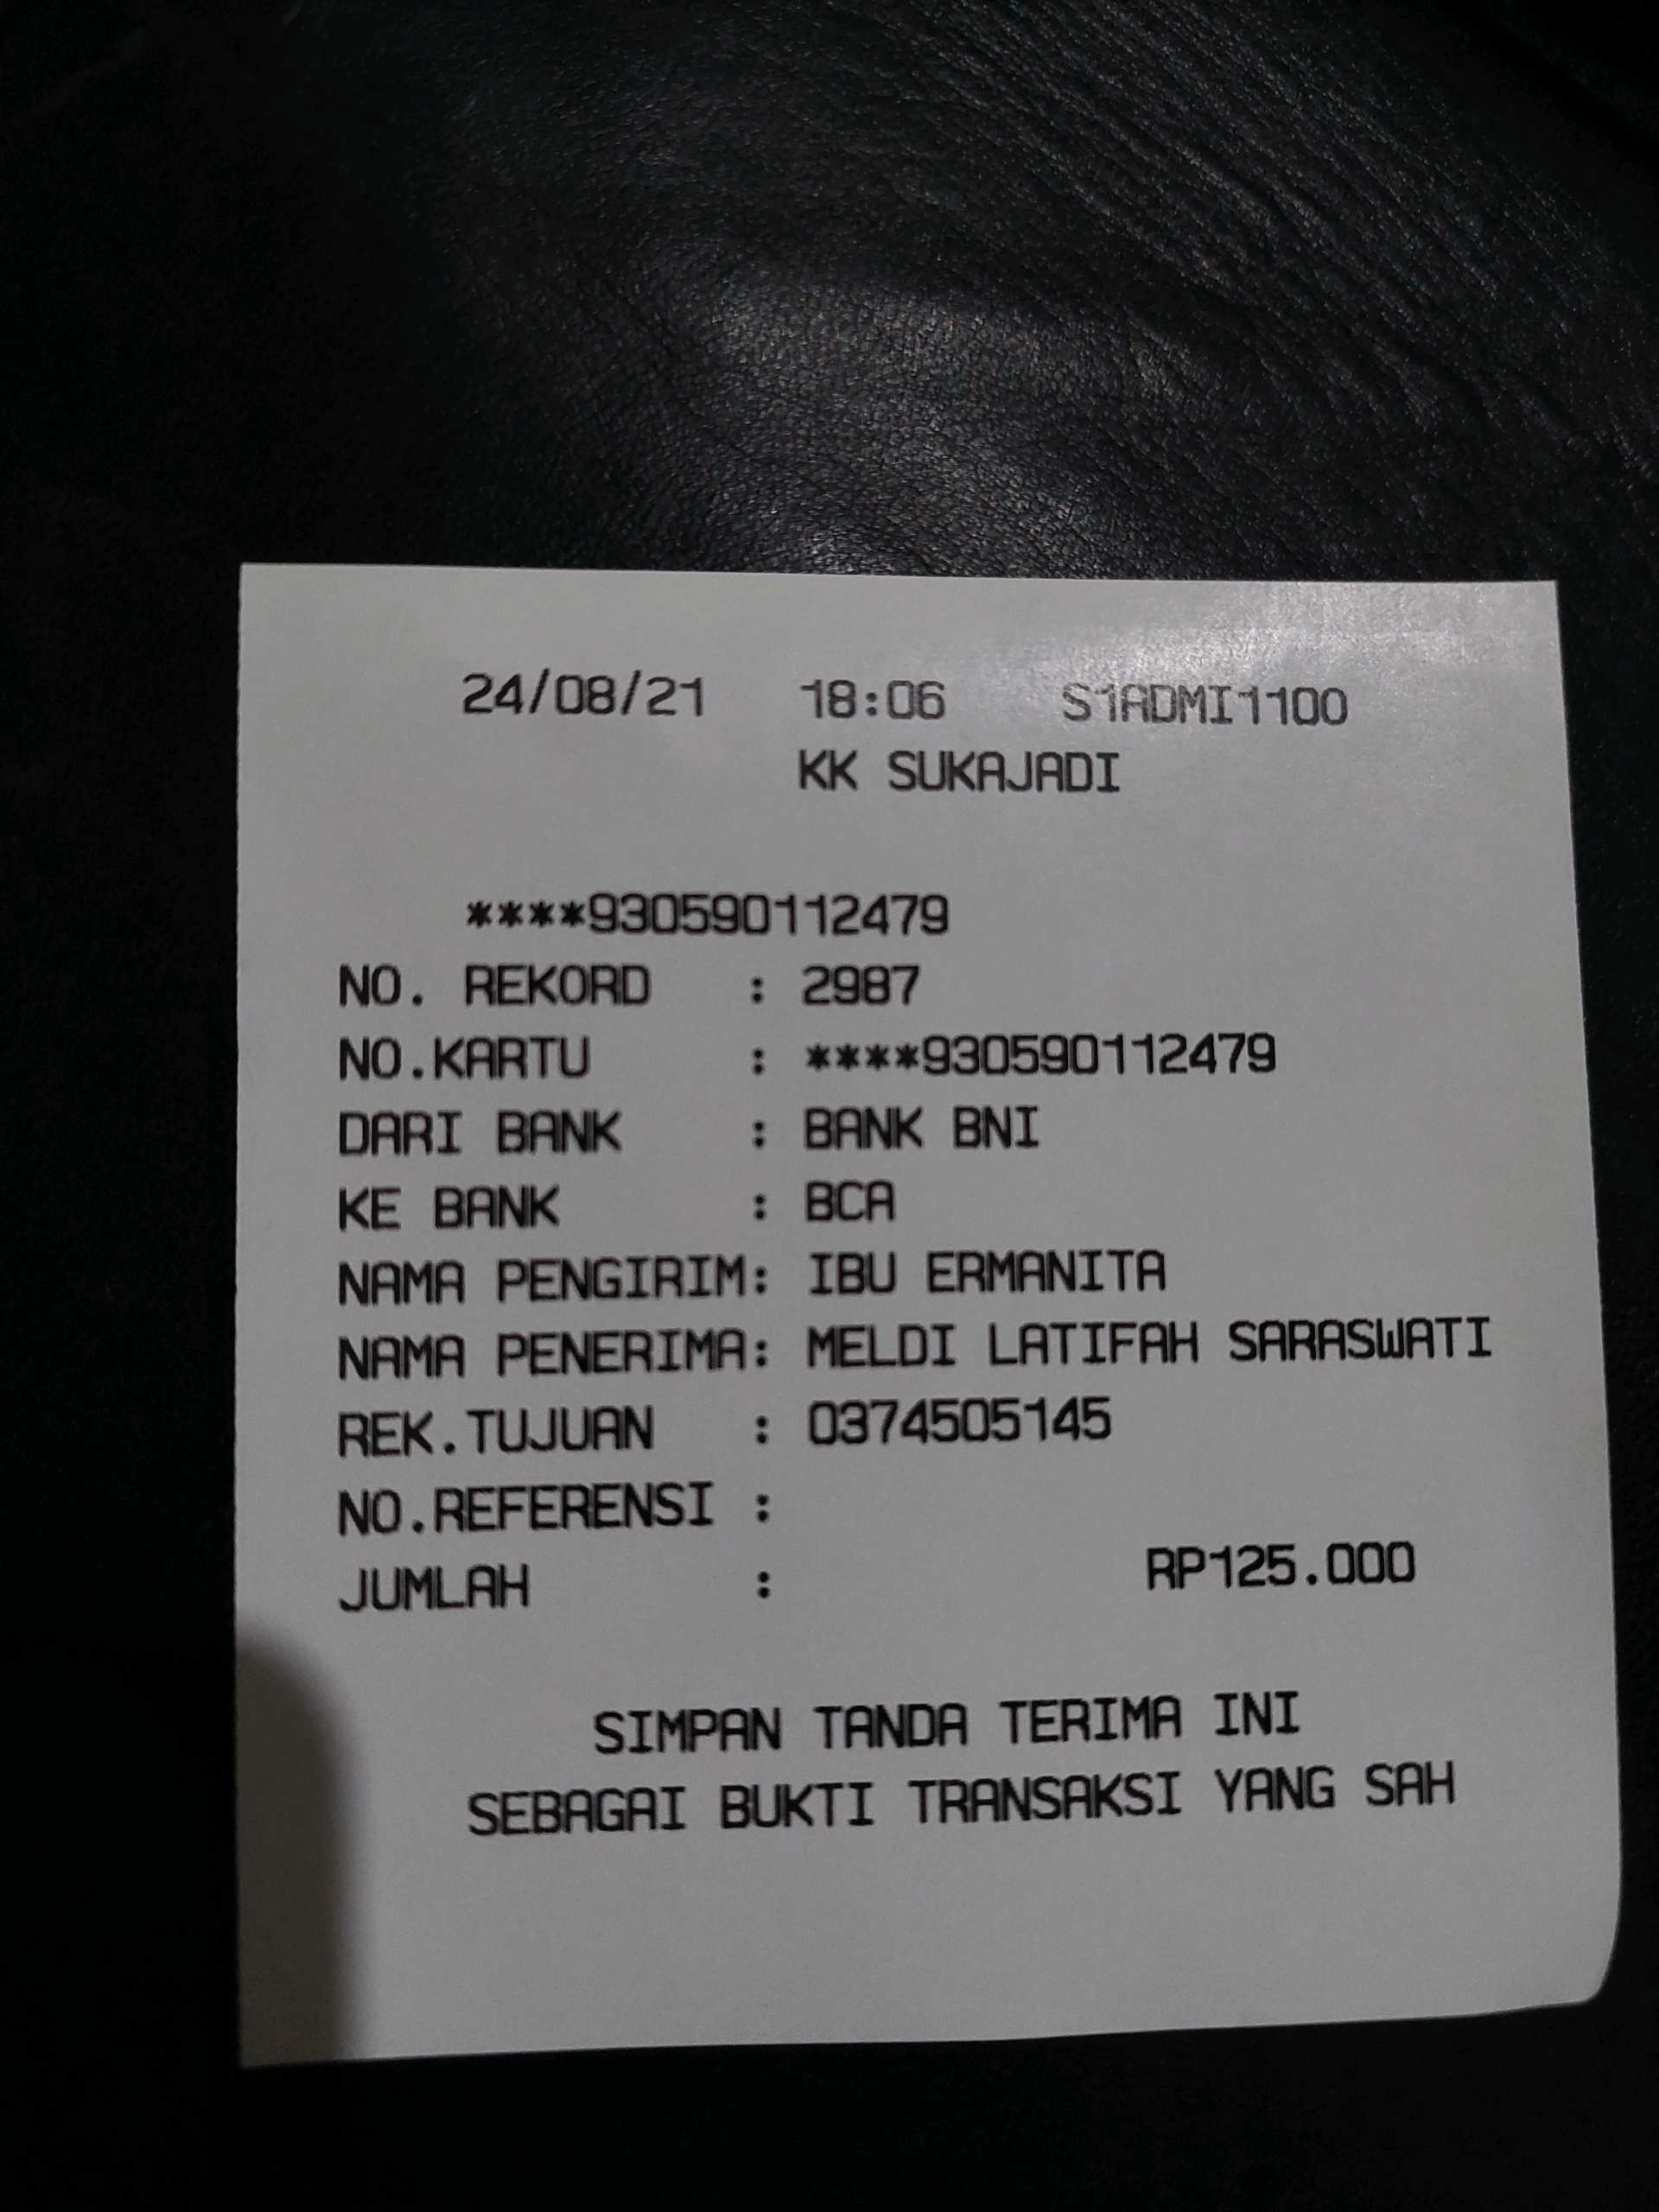 24/08/21 18:06 S1ADMI1100
KK SUKAJADI
****930590112479
NO. REKORD : 2987
NO.KARTU : ****930590112479
DARI BANK : BANK BNI
KE BANK : BCA
NAMA PENGIRIM: IBU ERMANITA
NAMA PENERIMA: MELDI LATIFAH SARASWATI
REK.TUJUAN : 0374505145
NO.REFERENSI :
JUMLAH : RP125.000
SIMPAN TANDA TERIMA INI
SEBAGAI BUKTI TRANSAKSI YANG SAH